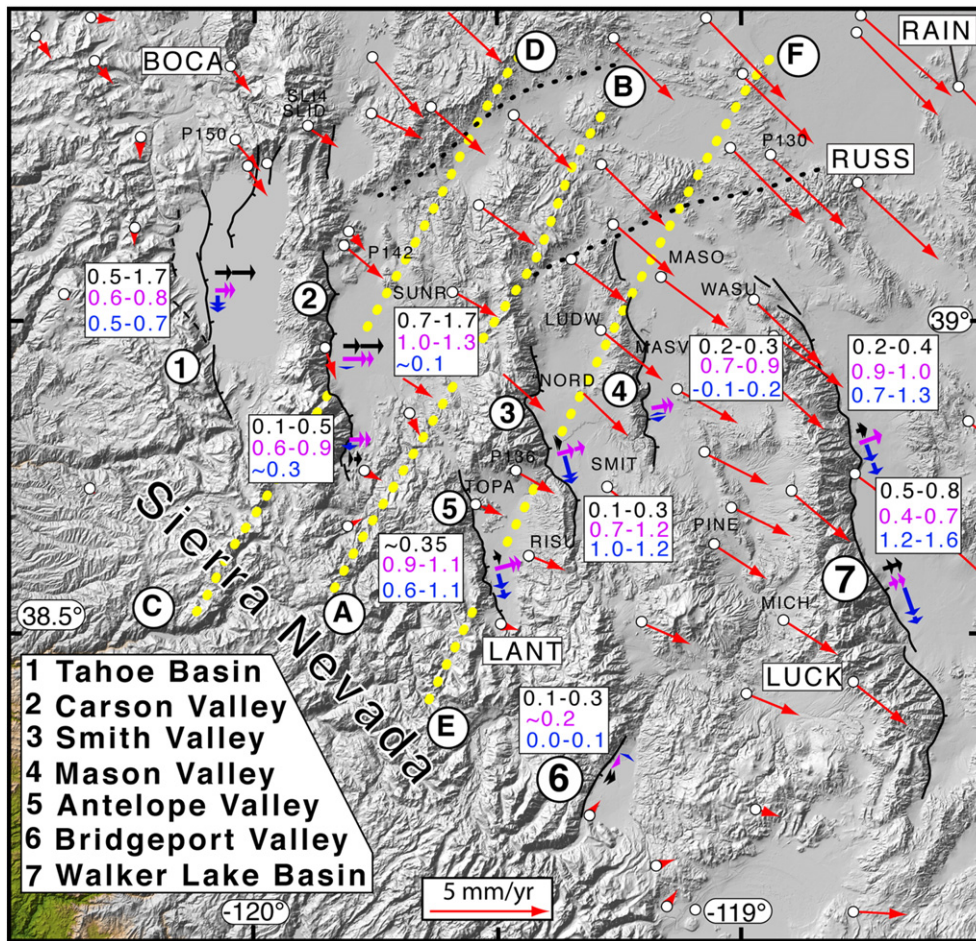 RAIN
BOCA
D
F
B
SLI4
SLID
P150
P130
RUSS
P142
MASO
SUNR
WASU
39°
2
0.5-1.7
0.6-0.8
0.5-0.7
0.7-1.7
1.0-1.3
~0.1
LUDW
MASV
0.2-0.3
0.7-0.9
-0.1-0.2
0.2-0.4
0.9-1.0
0.7-1.3
1
NORD
4
3
0.1-0.5
0.6-0.9
~0.3
P136
SMIT
TOPA
5
0.1-0.3
0.7-1.2
1.0-1.2
0.5-0.8
0.4-0.7
1.2-1.6
PINE
RISU
~0.35
0.9-1.1
0.6-1.1
7
C
A
MICH
38.5°
Sierra Nevada
LANT
LUCK
E
0.1-0.3
~0.2
0.0-0.1
6
1 Tahoe Basin
2 Carson Valley
3 Smith Valley
4 Mason Valley
5 Antelope Valley
6 Bridgeport Valley
7 Walker Lake Basin
5 mm/yr
-120°
-119°